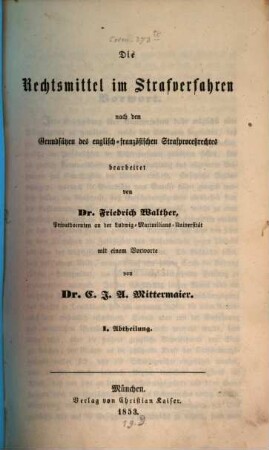 Die
Rechtsmittel im Strafverfahren
nach den
Grundsätzen des englisch-französischen Strafproceßrechtes
bearbeitet
von
Dr. Friedrich Walther,
Privatdocenten an der Ludwig-Maximilians-Universität
mit einem Vorworte
von
Dr. C. J. A. Mittermaier.
I. Abtheilung.
München.
Verlag von Christian Kaiser.
1853.